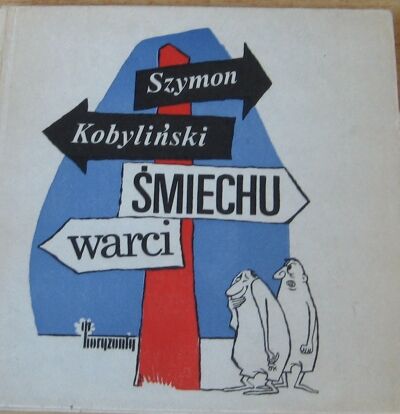 Szymon
Kobyliński
ŚMIECHU
warci
horyzonty